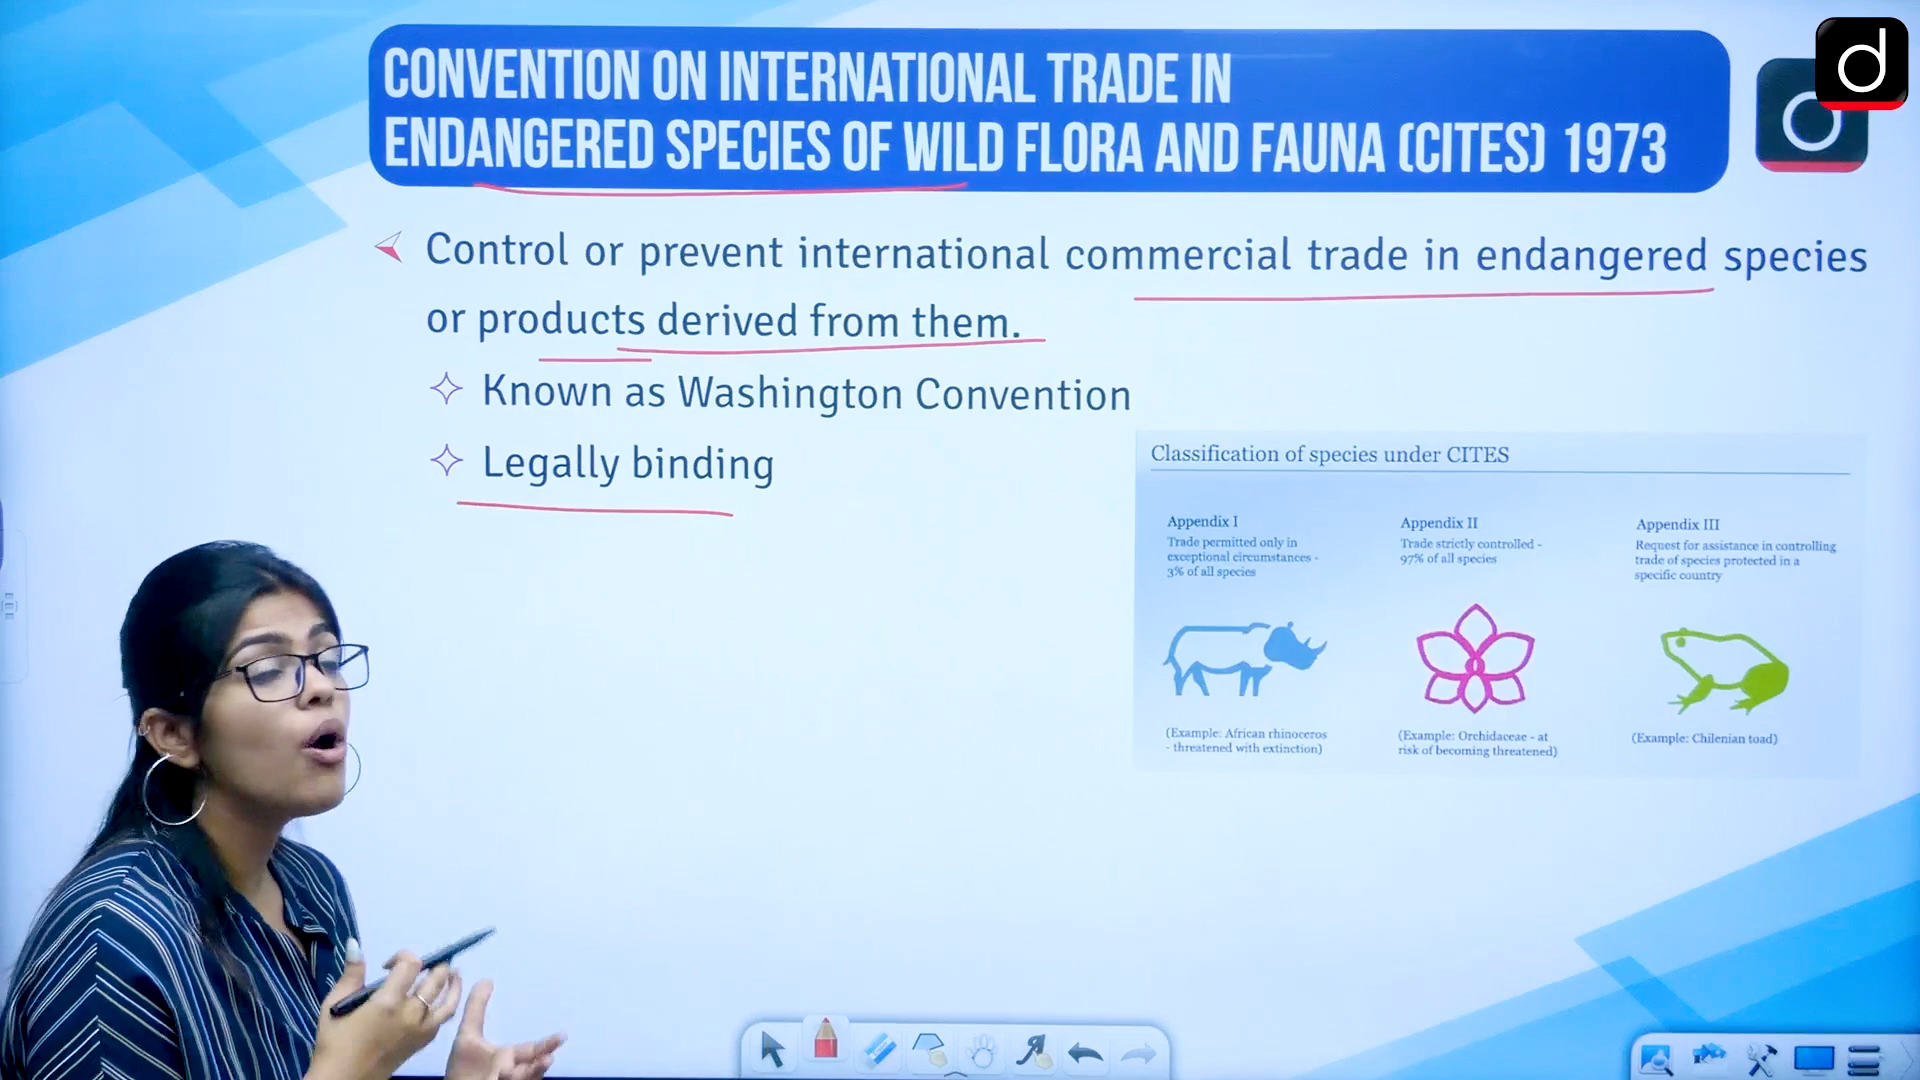 CONVENTION ON INTERNATIONAL TRADE IN
ENDANGERED SPECIES OF WILD FLORA AND FAUNA (CITES) 1973
Control or prevent international commercial trade in endangered species
or products derived from them.
Known as Washington Convention
Legally binding
Classification of species under CITES
Appendix I
Trade permitted only in
exceptional circumstances -
3% of all species
(Example: African rhinoceros
- threatened with extinction)
Appendix II
Trade strictly controlled -
97% of all species
(Example: Orchidaceae - at
risk of becoming threatened)
Appendix III
Request for assistance in controlling
trade of species protected in a
specific country
(Example: Chilenian toad)
d